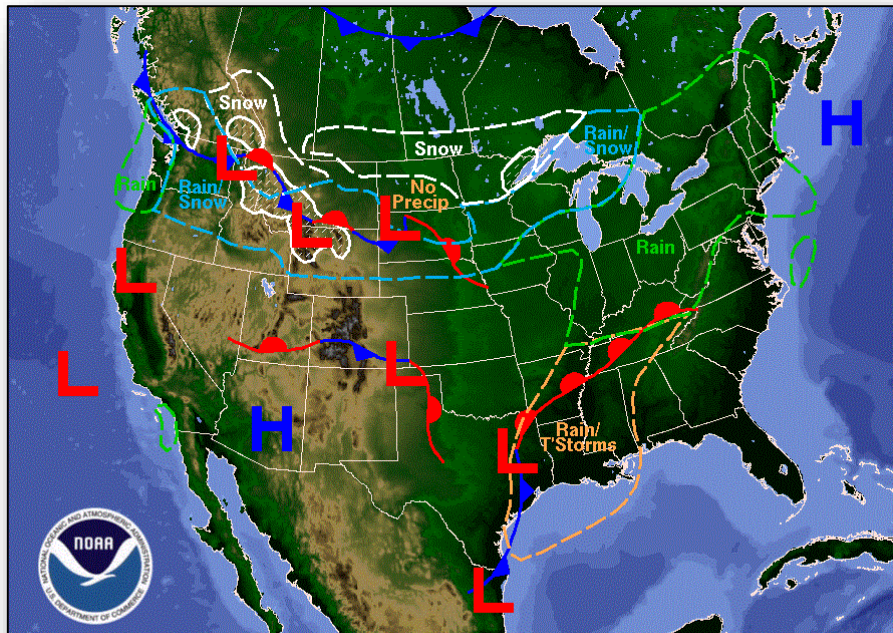 H
Snow
Rain/
Snow
L
Snow
Rain
Rain/
Snow
No
Precip
L
L
Rain
L
L
L
H
Rain/
T'Storms
L
L
NATIONAL OCEANIC AND ATMOSPHERIC ADMINISTRATION
NOAA
U.S. DEPARTMENT OF COMMERCE